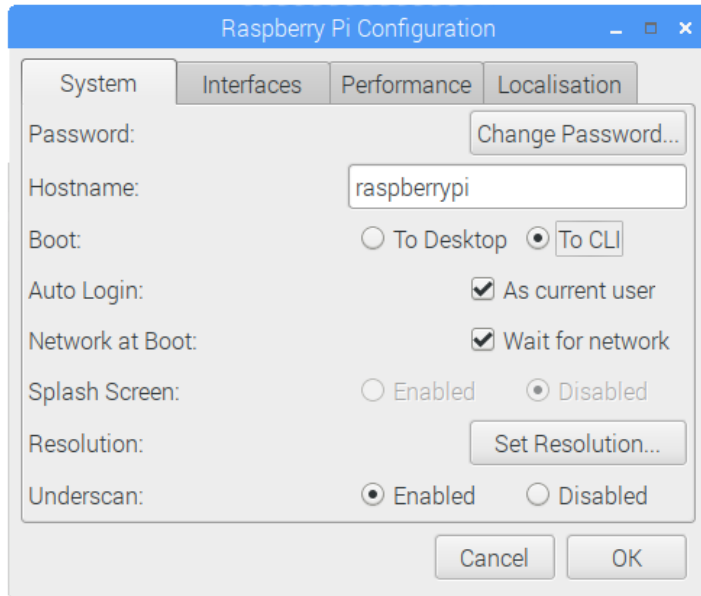 Raspberry Pi Configuration
System Interfaces Performance Localisation
Password: Change Password...
Hostname: raspberrypi
Boot: To Desktop To CLI
Auto Login: As current user
Network at Boot: Wait for network
Splash Screen: Enabled Disabled
Resolution: Set Resolution...
Underscan: Enabled Disabled
Cancel OK